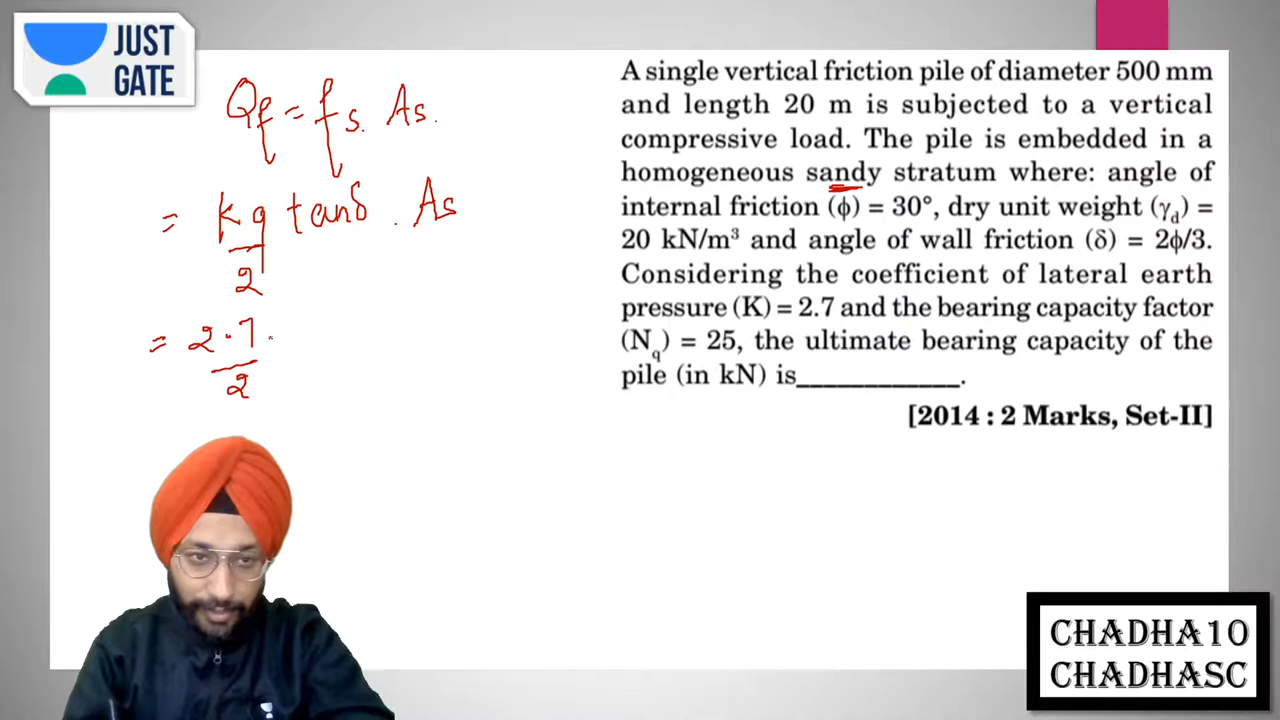 JUST
GATE
Qf = fs. As.
= Kq tanδ . As
2
= 2.7.
2
A single vertical friction pile of diameter 500 mm
and length 20 m is subjected to a vertical
compressive load. The pile is embedded in a
homogeneous sandy stratum where: angle of
internal friction (ϕ) = 30°, dry unit weight (γd) =
20 kN/m³ and angle of wall friction (δ) = 2ϕ/3.
Considering the coefficient of lateral earth
pressure (K) = 2.7 and the bearing capacity factor
(Nq) = 25, the ultimate bearing capacity of the
pile (in kN) is____________.
[2014 : 2 Marks, Set-II]
CHADHA10
CHADHASC